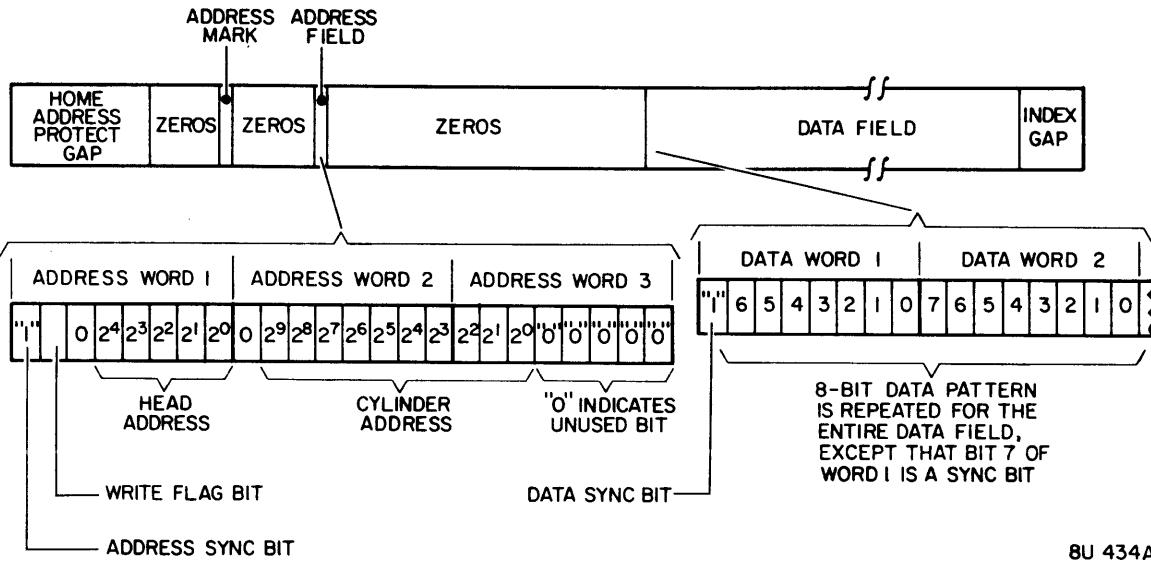 ADDRESS MARK
ADDRESS FIELD
HOME ADDRESS PROTECT GAP
ZEROS
ZEROS
ZEROS
DATA FIELD
INDEX GAP
ADDRESS WORD 1
ADDRESS WORD 2
ADDRESS WORD 3
"1" 0 2⁴ 2³ 2² 2¹ 2⁰ 0 2⁹ 2⁸ 2⁷ 2⁶ 2⁵ 2⁴ 2³ 2² 2¹ 2⁰ "0" "0" "0" "0" "0"
DATA WORD 1
DATA WORD 2
"1" 6 5 4 3 2 1 0 7 6 5 4 3 2 1 0
HEAD ADDRESS
CYLINDER ADDRESS
"0" INDICATES UNUSED BIT
8-BIT DATA PATTERN
IS REPEATED FOR THE
ENTIRE DATA FIELD,
EXCEPT THAT BIT 7 OF
WORD 1 IS A SYNC BIT
WRITE FLAG BIT
DATA SYNC BIT
ADDRESS SYNC BIT
8U 434A